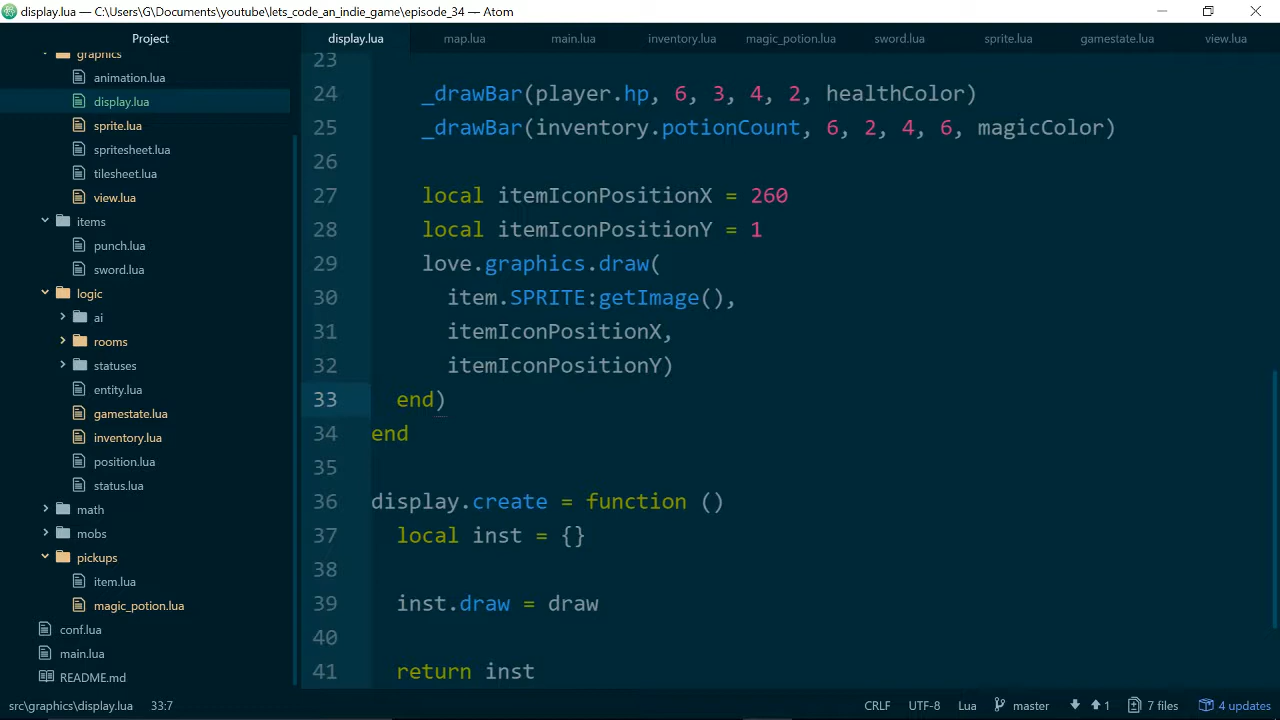 display.lua — C:\Users\G\Documents\youtube\lets_code_an_indie_game\episode_34 — Atom
Project
display.lua
map.lua
main.lua
inventory.lua
magic_potion.lua
sword.lua
sprite.lua
gamestate.lua
view.lua
graphics
animation.lua
display.lua
sprite.lua
spritesheet.lua
tilesheet.lua
view.lua
items
punch.lua
sword.lua
logic
ai
rooms
statuses
entity.lua
gamestate.lua
inventory.lua
position.lua
status.lua
math
mobs
pickups
item.lua
magic_potion.lua
conf.lua
main.lua
README.md
23
24 _drawBar(player.hp, 6, 3, 4, 2, healthColor)
25 _drawBar(inventory.potionCount, 6, 2, 4, 6, magicColor)
26
27 local itemIconPositionX = 260
28 local itemIconPositionY = 1
29 love.graphics.draw(
30 item.SPRITE:getImage(),
31 itemIconPositionX,
32 itemIconPositionY)
33 end)
34 end
35
36 display.create = function ()
37 local inst = {}
38
39 inst.draw = draw
40
41 return inst
src\graphics\display.lua 33:7 CRLF UTF-8 Lua master 1 7 files 4 updates